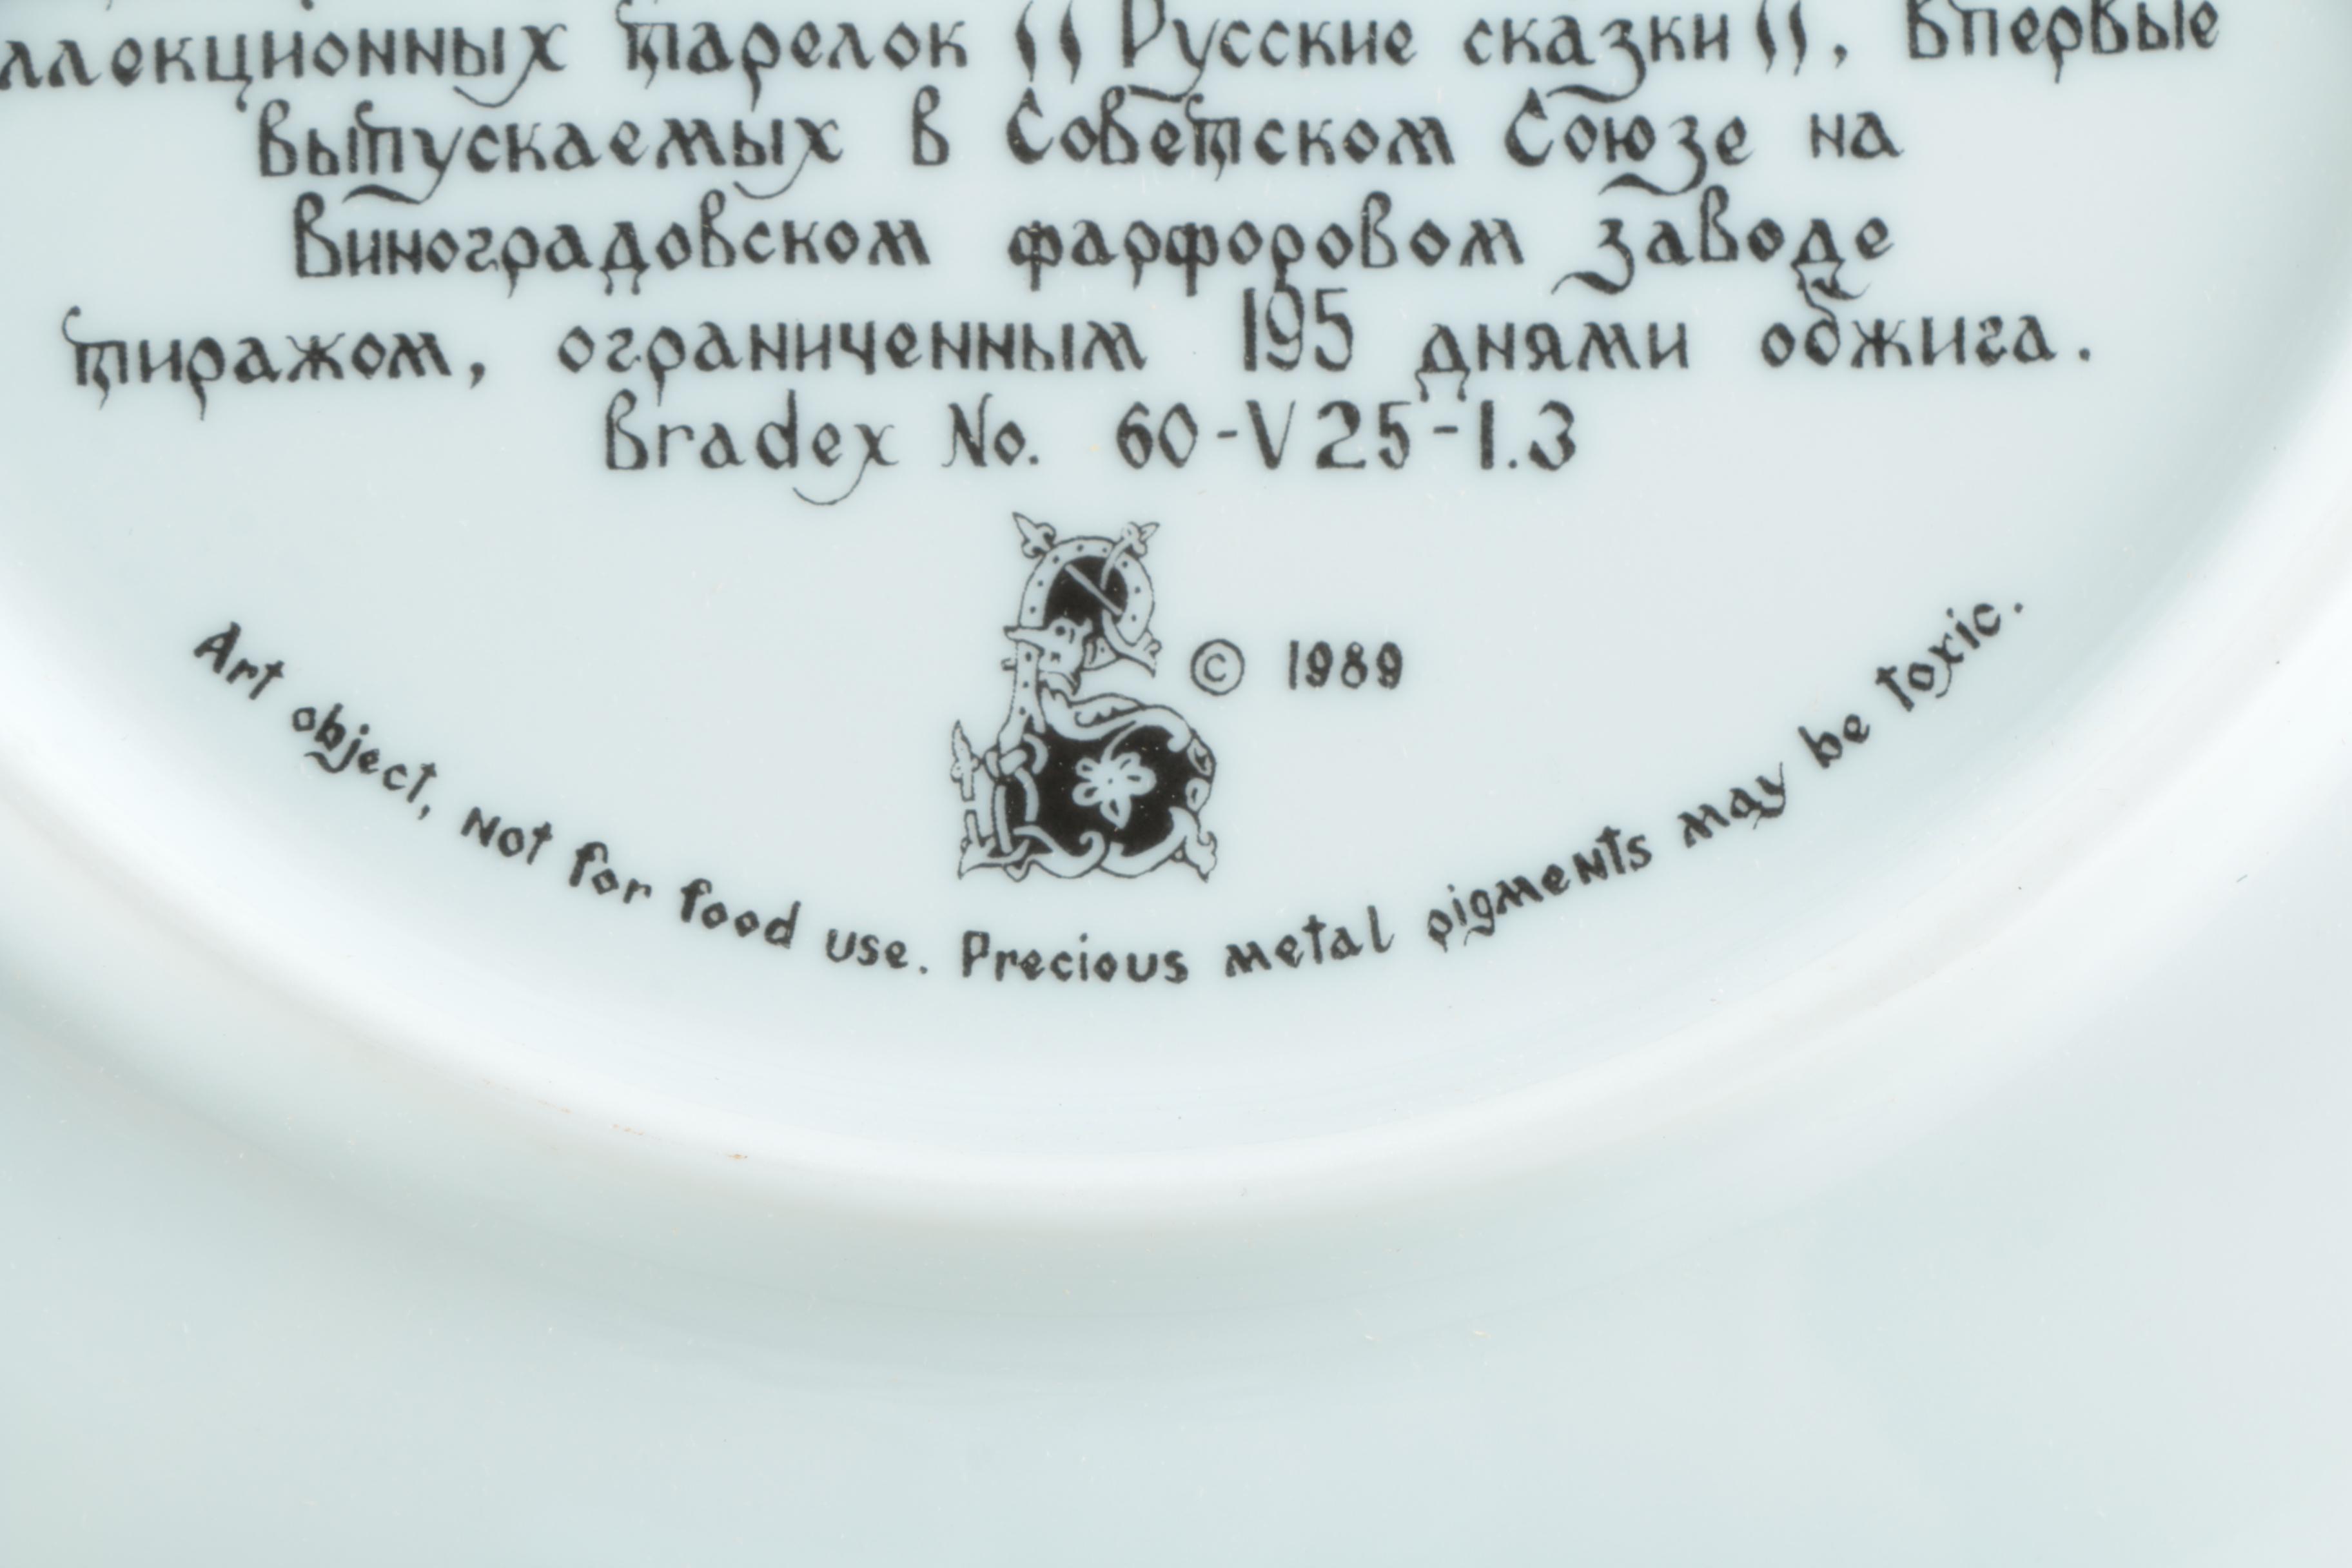 ллекционных тарелок "Русские сказки", впервые
выпускаемых в Советском Союзе на
Виноградовском фарфоровом заводе
тиражом, ограниченным 195 днями обжига.
Bradex No. 60-V25-1.3
© 1989
Art object, Not for food use. Precious metal pigments may be toxic.